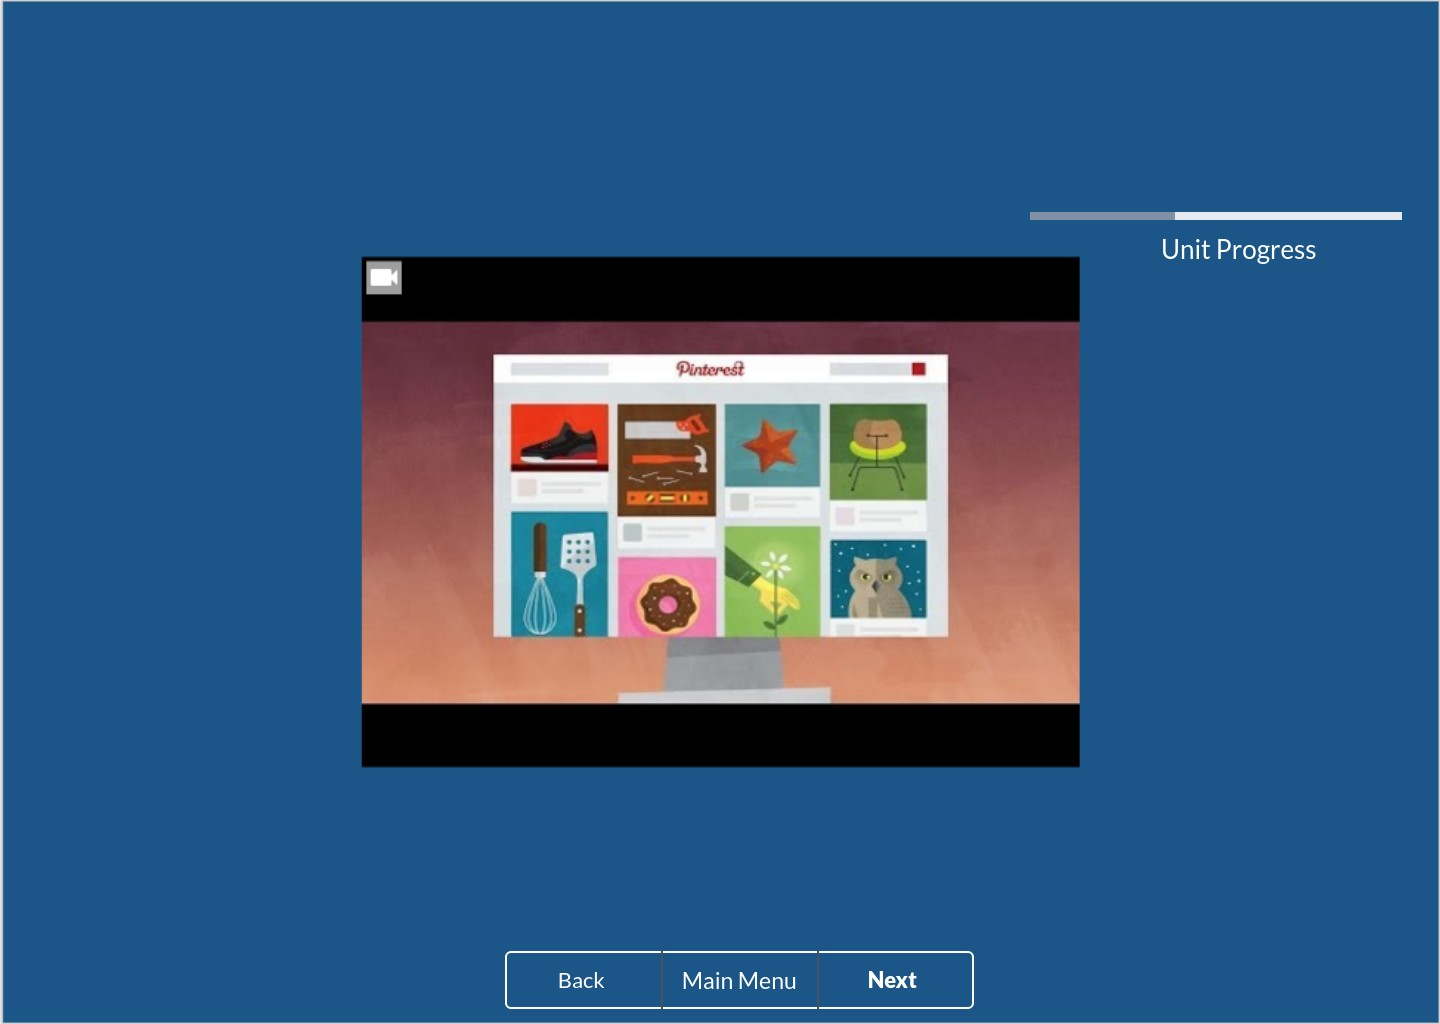 Unit Progress
Pinterest
Back
Main Menu
Next